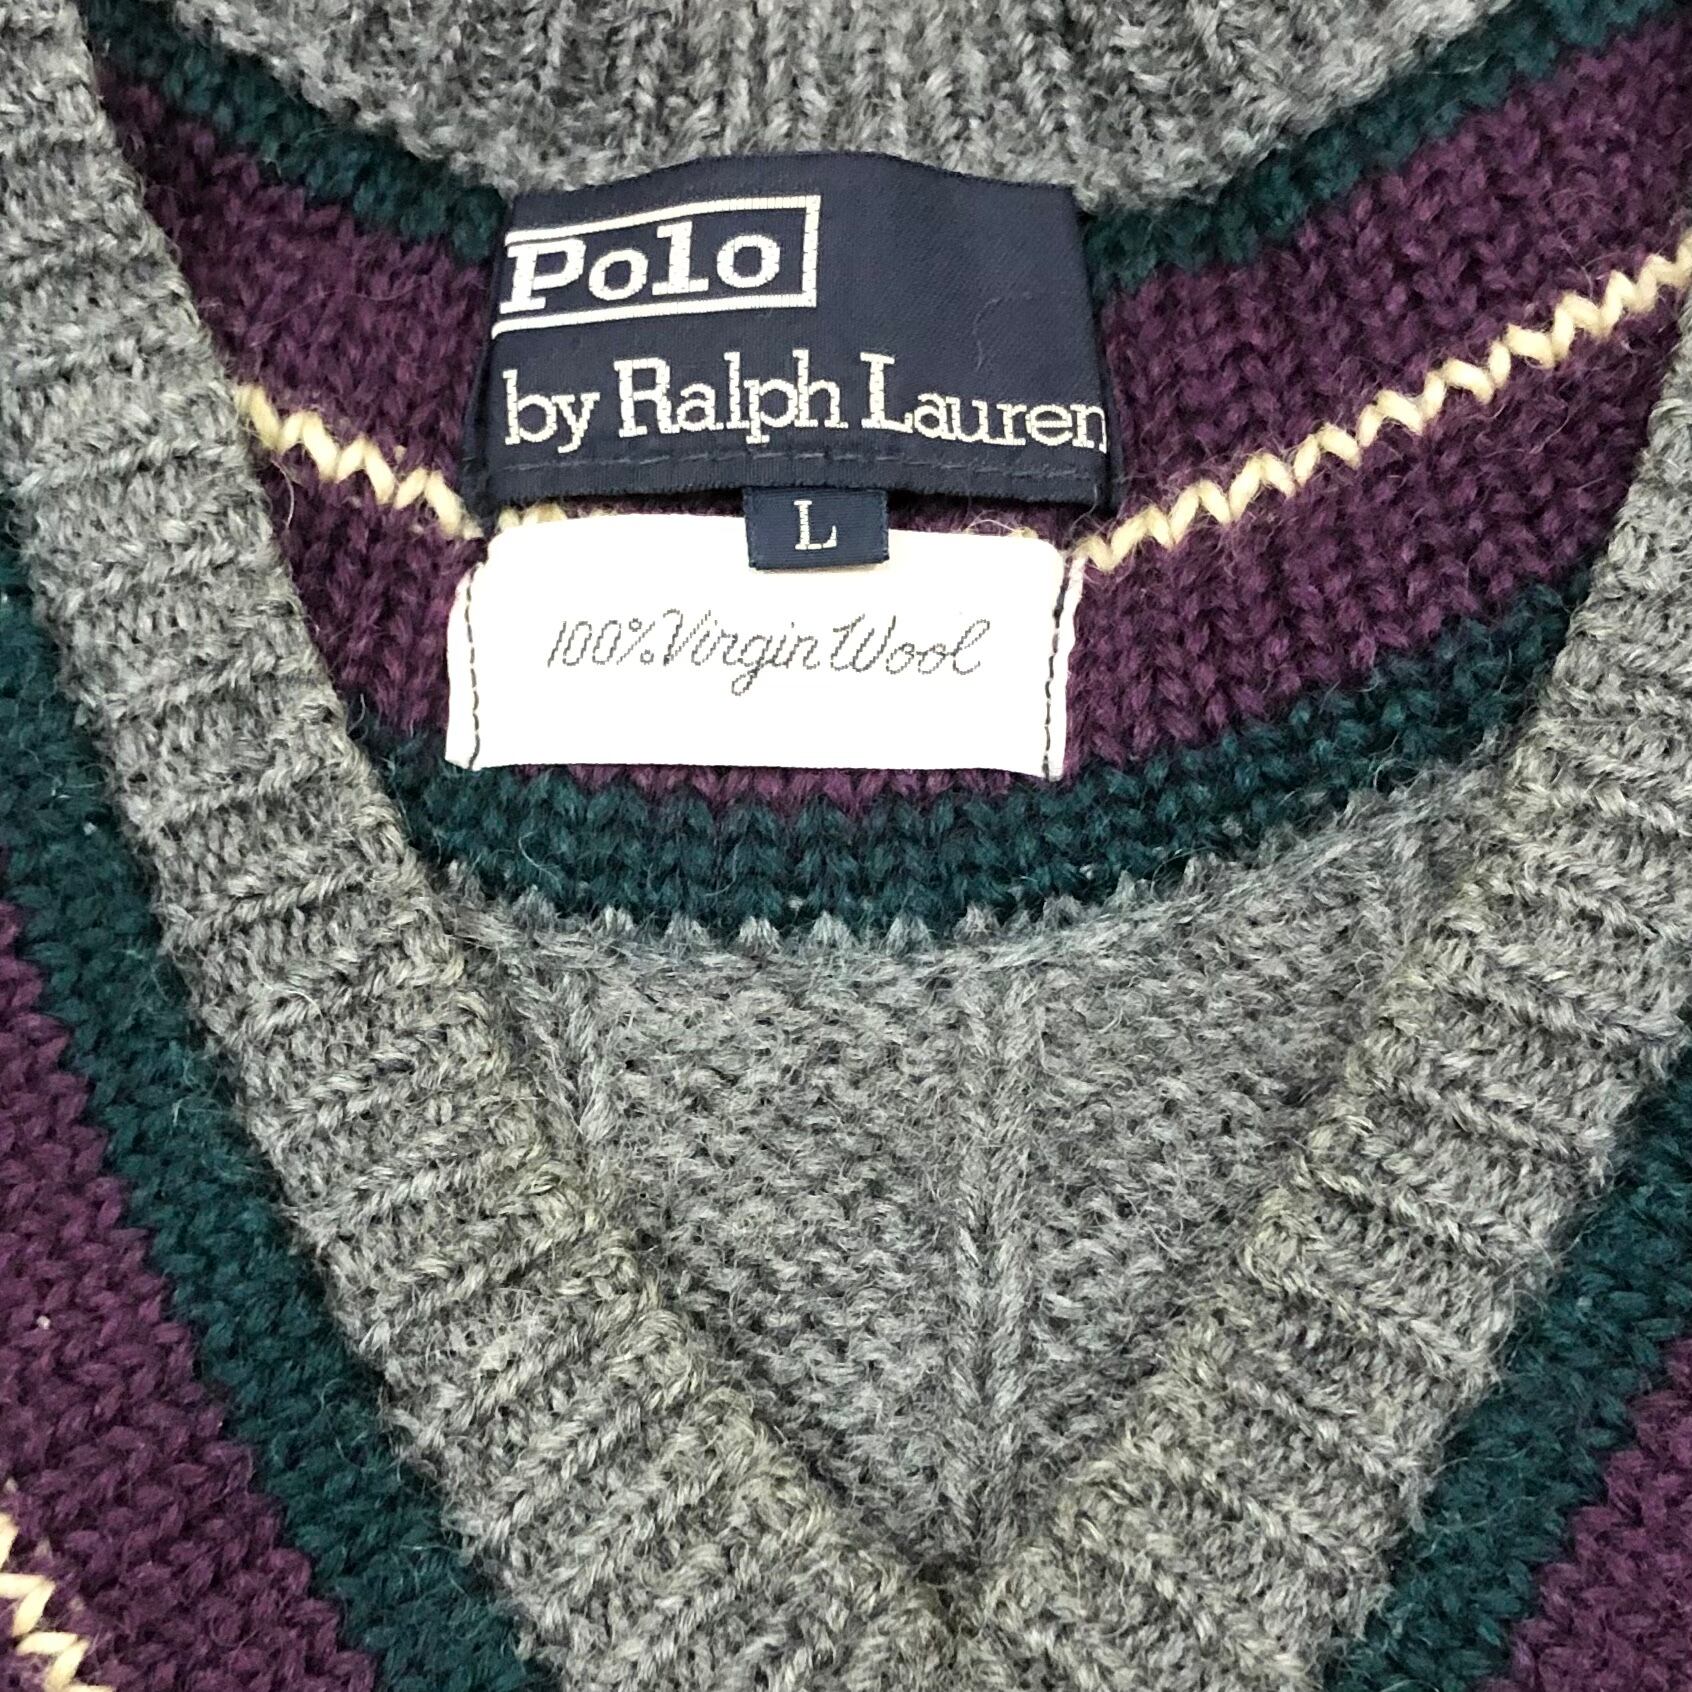 Polo
by Ralph Lauren
L
100% Virgin Wool